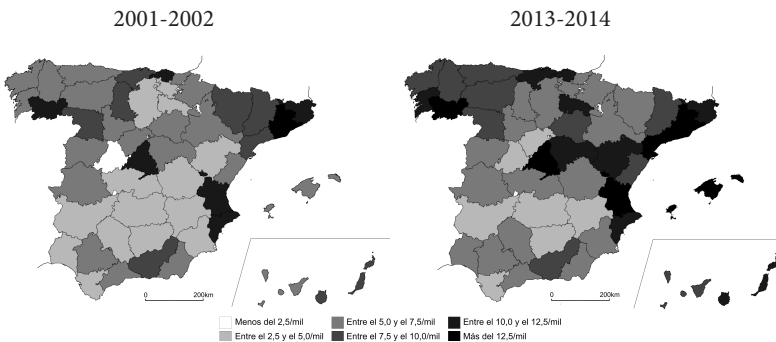 2001-2002
2013-2014
0 200km
0 200km
Menos del 2,5/mil
Entre el 5,0 y el 7,5/mil
Entre el 10,0 y el 12,5/mil
Entre el 2,5 y el 5,0/mil
Entre el 7,5 y el 10,0/mil
Más del 12,5/mil